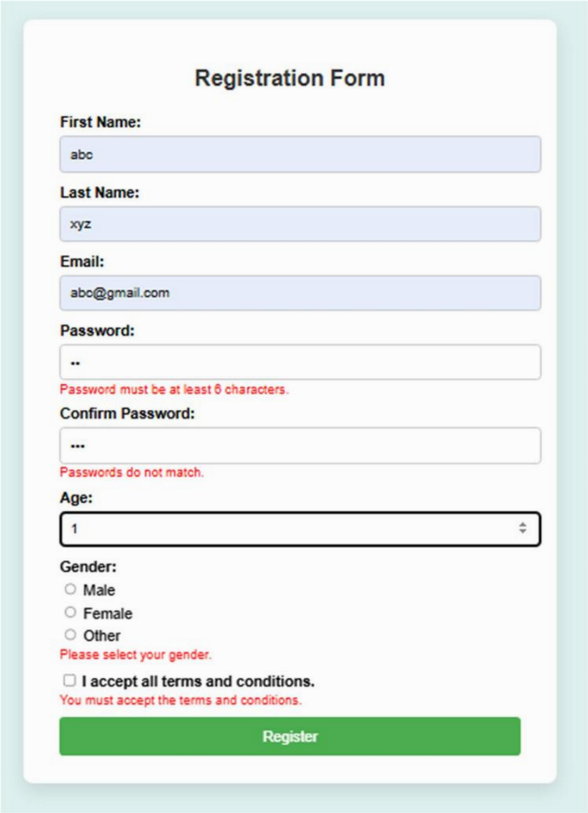 Registration Form
First Name:
abc
Last Name:
xyz
Email:
abc@gmail.com
Password:
••
Password must be at least 6 characters.
Confirm Password:
•••
Passwords do not match.
Age:
1
Gender:
Male
Female
Other
Please select your gender.
I accept all terms and conditions.
You must accept the terms and conditions.
Register